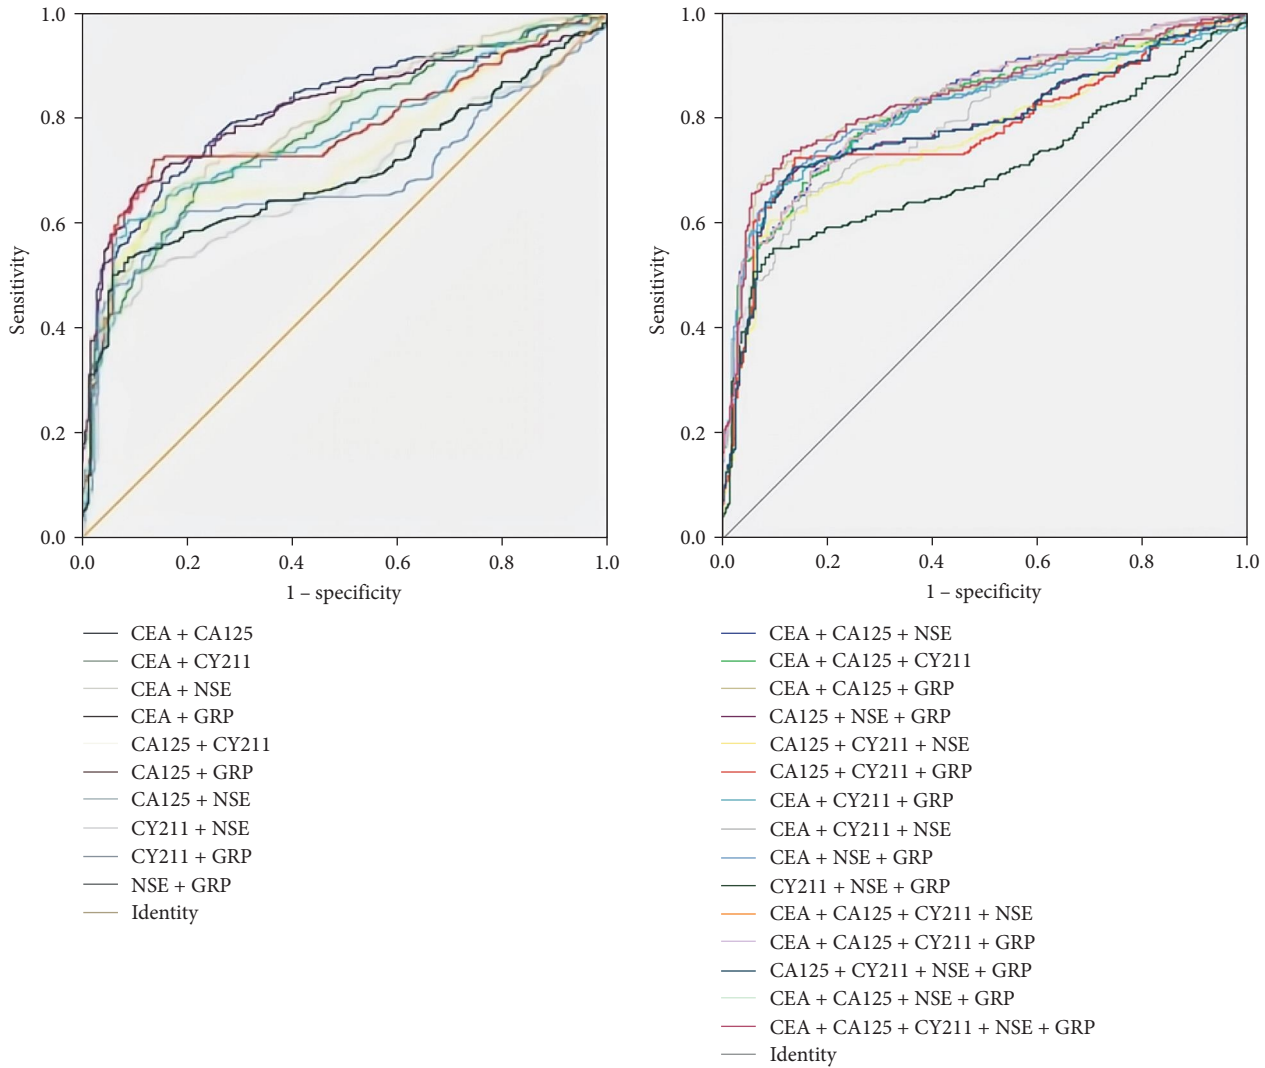 1.0
0.8
0.6
0.4
0.2
0.0
Sensitivity
0.0 0.2 0.4 0.6 0.8 1.0
1 – specificity
CEA + CA125
CEA + CY211
CEA + NSE
CEA + GRP
CA125 + CY211
CA125 + GRP
CA125 + NSE
CY211 + NSE
CY211 + GRP
NSE + GRP
Identity
1.0
0.8
0.6
0.4
0.2
0.0
Sensitivity
0.0 0.2 0.4 0.6 0.8 1.0
1 – specificity
CEA + CA125 + NSE
CEA + CA125 + CY211
CEA + CA125 + GRP
CA125 + NSE + GRP
CA125 + CY211 + NSE
CA125 + CY211 + GRP
CEA + CY211 + GRP
CEA + CY211 + NSE
CEA + NSE + GRP
CY211 + NSE + GRP
CEA + CA125 + CY211 + NSE
CEA + CA125 + CY211 + GRP
CA125 + CY211 + NSE + GRP
CEA + CA125 + NSE + GRP
CEA + CA125 + CY211 + NSE + GRP
Identity